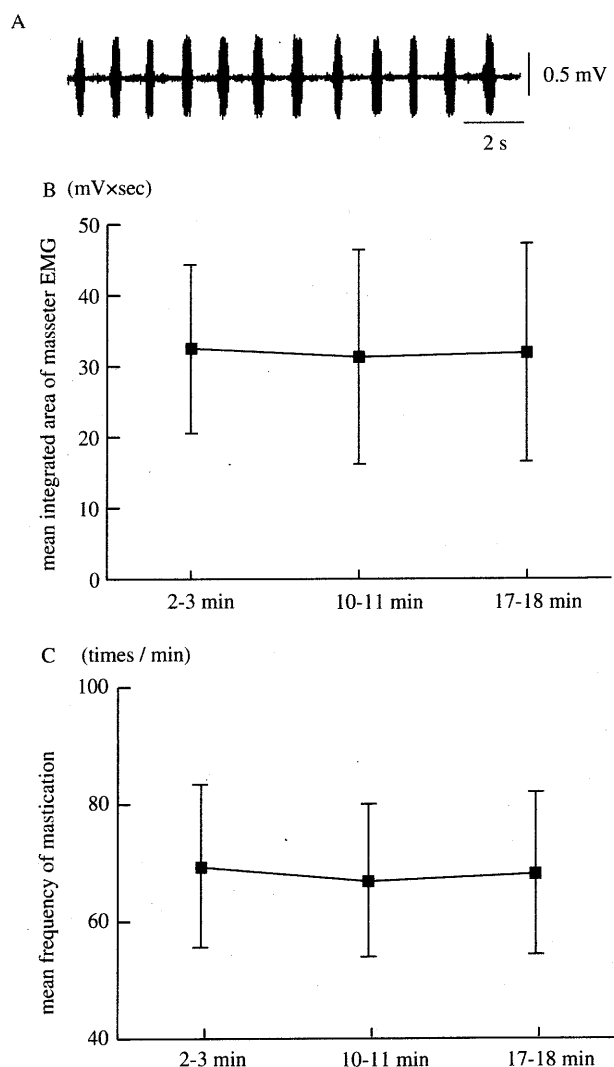 A
0.5 mV
2 s
B (mV×sec)
mean integrated area of masseter EMG
50
40
30
20
10
0
2-3 min 10-11 min 17-18 min
C (times / min)
mean frequency of mastication
100
80
60
40
2-3 min 10-11 min 17-18 min